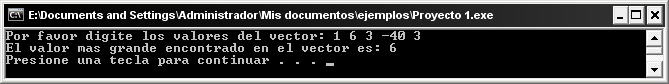 E:\Documents and Settings\Administrador\Mis documentos\ejemplos\Proyecto 1.exe
Por favor digite los valores del vector: 1 6 3 -40 3
El valor mas grande encontrado en el vector es: 6
Presione una tecla para continuar . . . _